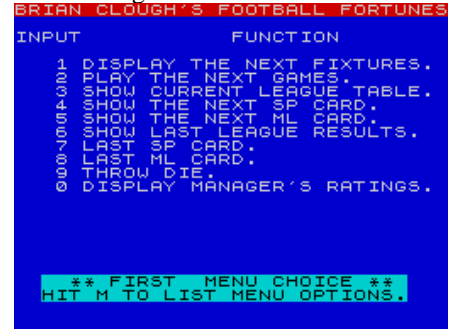 BRIAN CLOUGH'S FOOTBALL FORTUNES
INPUT FUNCTION
1 DISPLAY THE NEXT FIXTURES.
2 PLAY THE NEXT GAMES.
3 SHOW CURRENT LEAGUE TABLE.
4 SHOW THE NEXT SP CARD.
5 SHOW THE NEXT ML CARD.
6 SHOW LAST LEAGUE RESULTS.
7 LAST SP CARD.
8 LAST ML CARD.
9 THROW DIE.
0 DISPLAY MANAGER'S RATINGS.
** FIRST MENU CHOICE **
HIT M TO LIST MENU OPTIONS.